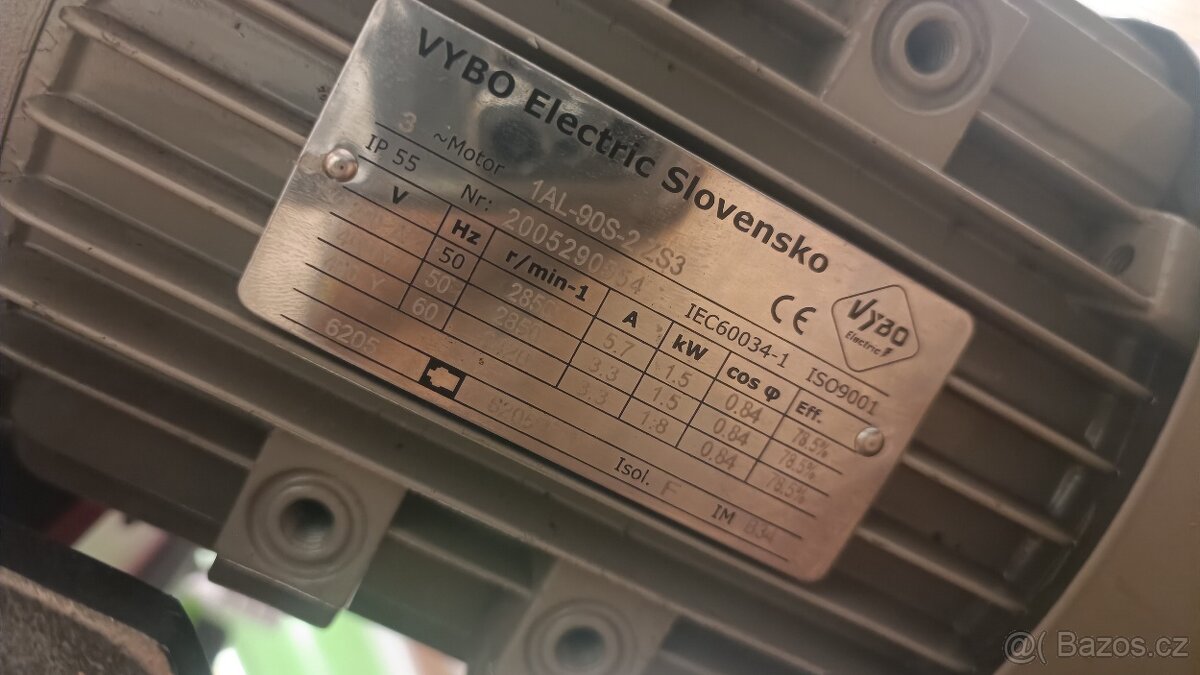 VYBO Electric Slovensko
3 ~Motor 1AL-90S-2 ZS3
IP 55 Nr: IEC60034-1 ISO9001
CE VYBO
Electric
V Hz r/min-1 A kW cos φ Eff.
50 2850 5.7 1.5 0.84 78.5%
50 2850 3.3 1.5 0.84 78.5%
Y 60 3.3 1.8 0.84 78.5%
6205 6205 Isol. F IM B34
@( Bazos.cz